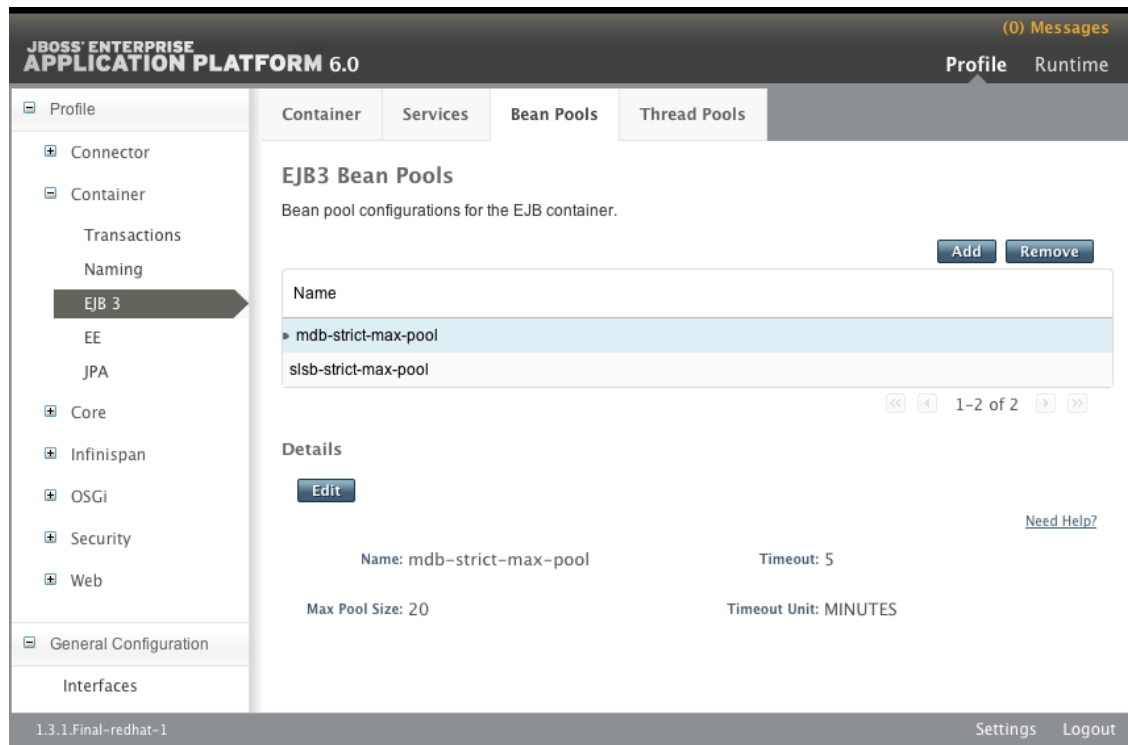 (0) Messages
JBOSS' ENTERPRISE
APPLICATION PLATFORM 6.0
Profile Runtime
Profile
Connector
Container
Transactions
Naming
EJB 3
EE
JPA
Core
Infinispan
OSGi
Security
Web
General Configuration
Interfaces
Container Services Bean Pools Thread Pools
EJB3 Bean Pools
Bean pool configurations for the EJB container.
Add Remove
Name
mdb-strict-max-pool
slsb-strict-max-pool
1-2 of 2
Details
Edit
Need Help?
Name: mdb-strict-max-pool Timeout: 5
Max Pool Size: 20 Timeout Unit: MINUTES
1.3.1.Final-redhat-1 Settings Logout